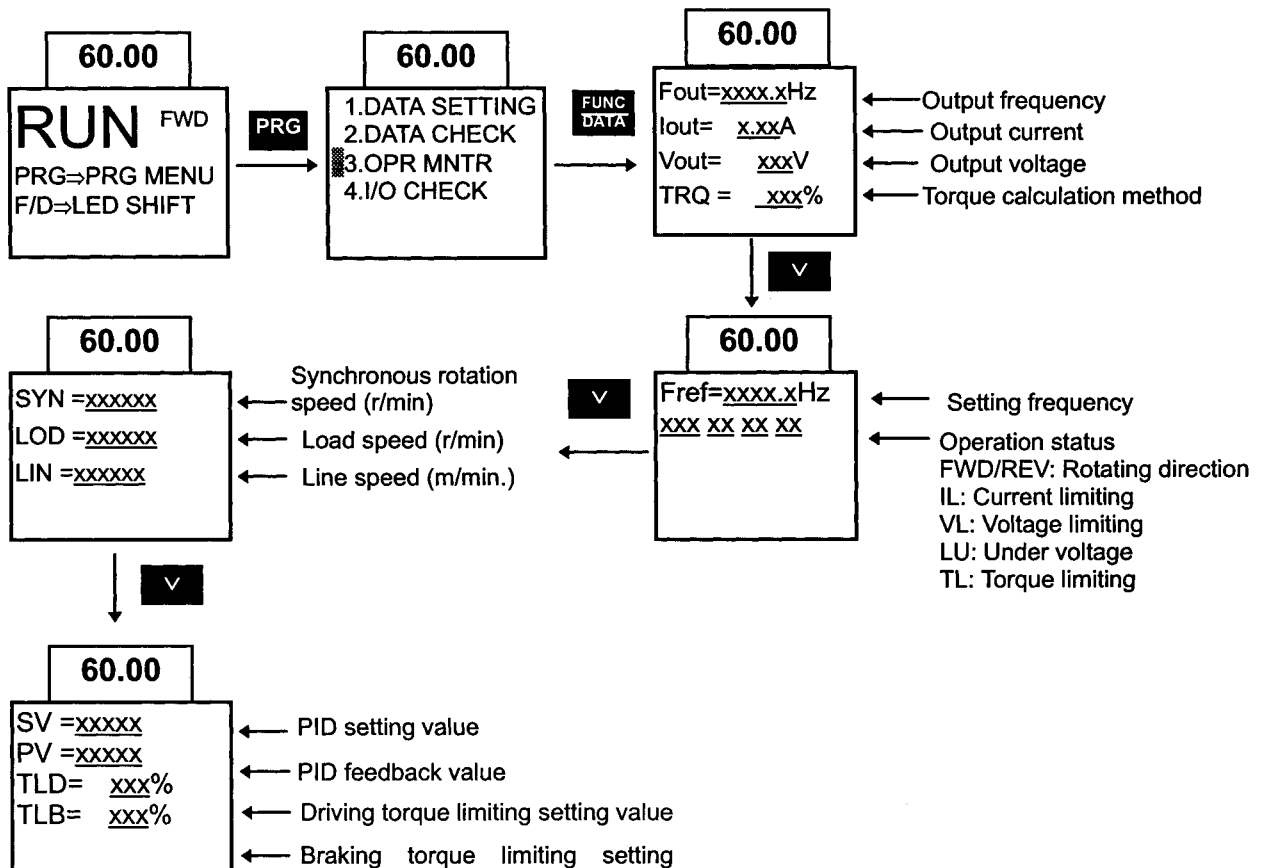 60.00
RUN FWD
PRG⇒PRG MENU
F/D⇒LED SHIFT
PRG
60.00
1.DATA SETTING
2.DATA CHECK
3.OPR MNTR
4.I/O CHECK
FUNC
DATA
60.00
Fout=xxxx.xHz
Iout= x.xxA
Vout= xxxV
TRQ = xxx%
Output frequency
Output current
Output voltage
Torque calculation method
∨
60.00
Fref=xxxx.xHz
xxx xx xx xx
Setting frequency
Operation status
FWD/REV: Rotating direction
IL: Current limiting
VL: Voltage limiting
LU: Under voltage
TL: Torque limiting
∨
60.00
SYN =xxxxxx
LOD =xxxxxx
LIN =xxxxxx
Synchronous rotation
speed (r/min)
Load speed (r/min)
Line speed (m/min.)
∨
60.00
SV =xxxxx
PV =xxxxx
TLD= xxx%
TLB= xxx%
PID setting value
PID feedback value
Driving torque limiting setting value
Braking torque limiting setting